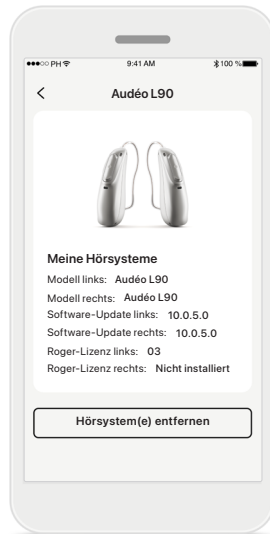 ●●●○○ PH 9:41 AM 100 %
Audéo L90
Meine Hörsysteme
Modell links: Audéo L90
Modell rechts: Audéo L90
Software-Update links: 10.0.5.0
Software-Update rechts: 10.0.5.0
Roger-Lizenz links: 03
Roger-Lizenz rechts: Nicht installiert
Hörsystem(e) entfernen